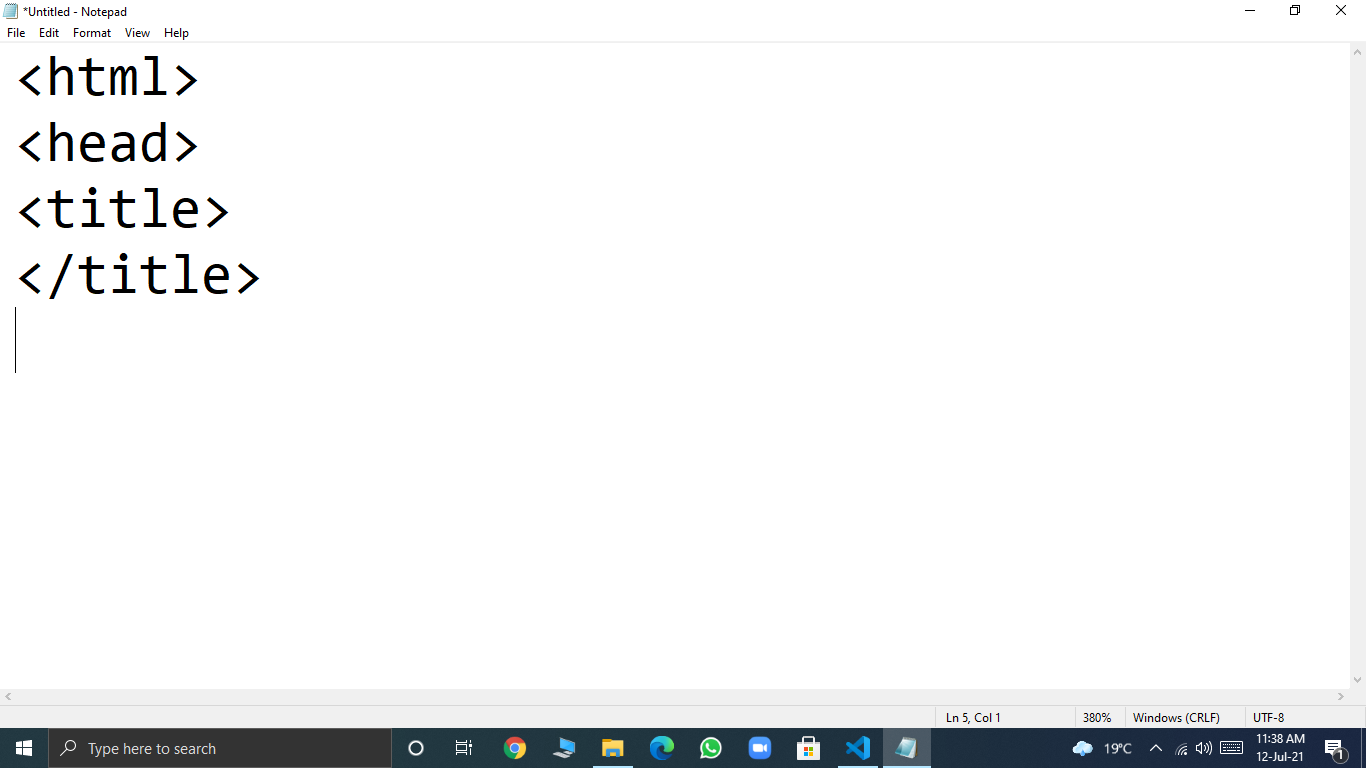 *Untitled - Notepad
File Edit Format View Help
<html>
<head>
<title>
</title>
Ln 5, Col 1 380% Windows (CRLF) UTF-8
Type here to search 19°C 11:38 AM
12-Jul-21 1